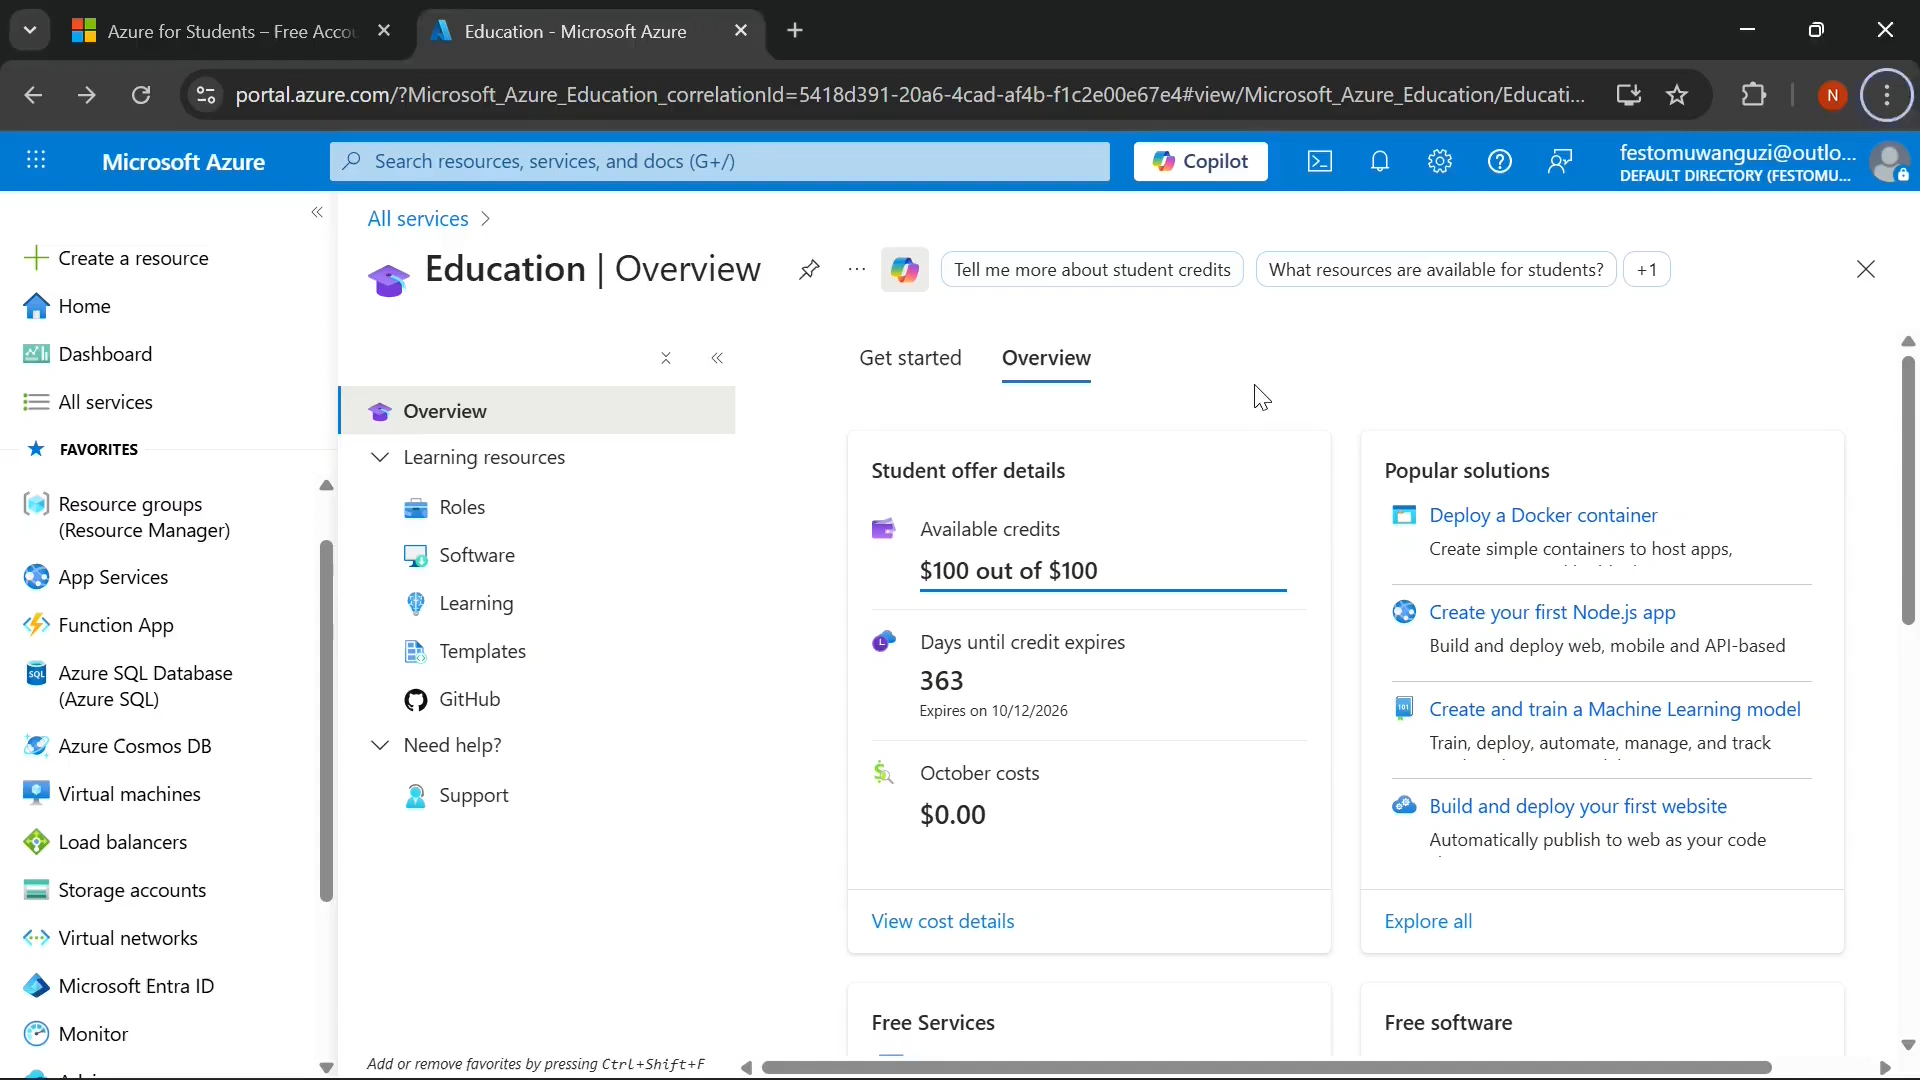 Azure for Students – Free Accou
Education - Microsoft Azure
portal.azure.com/?Microsoft_Azure_Education_correlationId=5418d391-20a6-4cad-af4b-f1c2e00e67e4#view/Microsoft_Azure_Education/Educati...
N
Microsoft Azure
Search resources, services, and docs (G+/)
Copilot
festomuwanguzi@outlo...
DEFAULT DIRECTORY (FESTOMU...
Create a resource
Home
Dashboard
All services
FAVORITES
Resource groups
(Resource Manager)
App Services
Function App
Azure SQL Database
(Azure SQL)
Azure Cosmos DB
Virtual machines
Load balancers
Storage accounts
Virtual networks
Microsoft Entra ID
Monitor
All services >
Education | Overview
Tell me more about student credits
What resources are available for students?
+1
Overview
Learning resources
Roles
Software
Learning
Templates
GitHub
Need help?
Support
Add or remove favorites by pressing Ctrl+Shift+F
Get started
Overview
Student offer details
Available credits
$100 out of $100
Days until credit expires
363
Expires on 10/12/2026
October costs
$0.00
View cost details
Popular solutions
Deploy a Docker container
Create simple containers to host apps,
Create your first Node.js app
Build and deploy web, mobile and API-based
Create and train a Machine Learning model
Train, deploy, automate, manage, and track
Build and deploy your first website
Automatically publish to web as your code
Explore all
Free Services
Free software